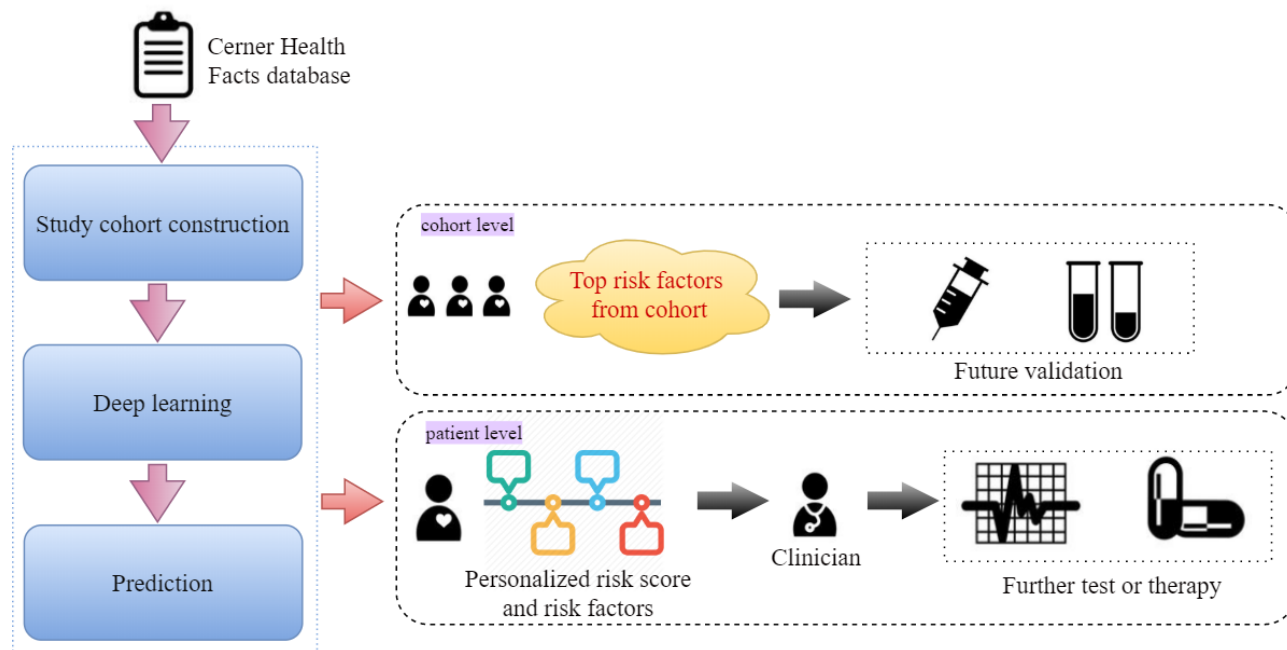 Cerner Health
Facts database
Study cohort construction
Deep learning
Prediction
cohort level
Top risk factors
from cohort
Future validation
patient level
Personalized risk score
and risk factors
Clinician
Further test or therapy